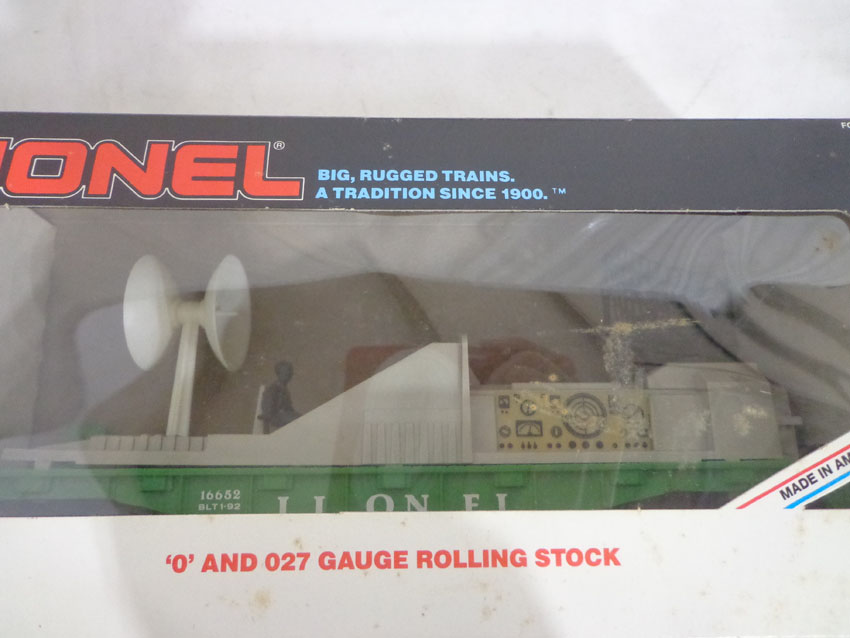 IONEL®
BIG, RUGGED TRAINS.
A TRADITION SINCE 1900.™
16652
BLT 1-92
LIONEL
MADE IN AM
'O' AND 027 GAUGE ROLLING STOCK